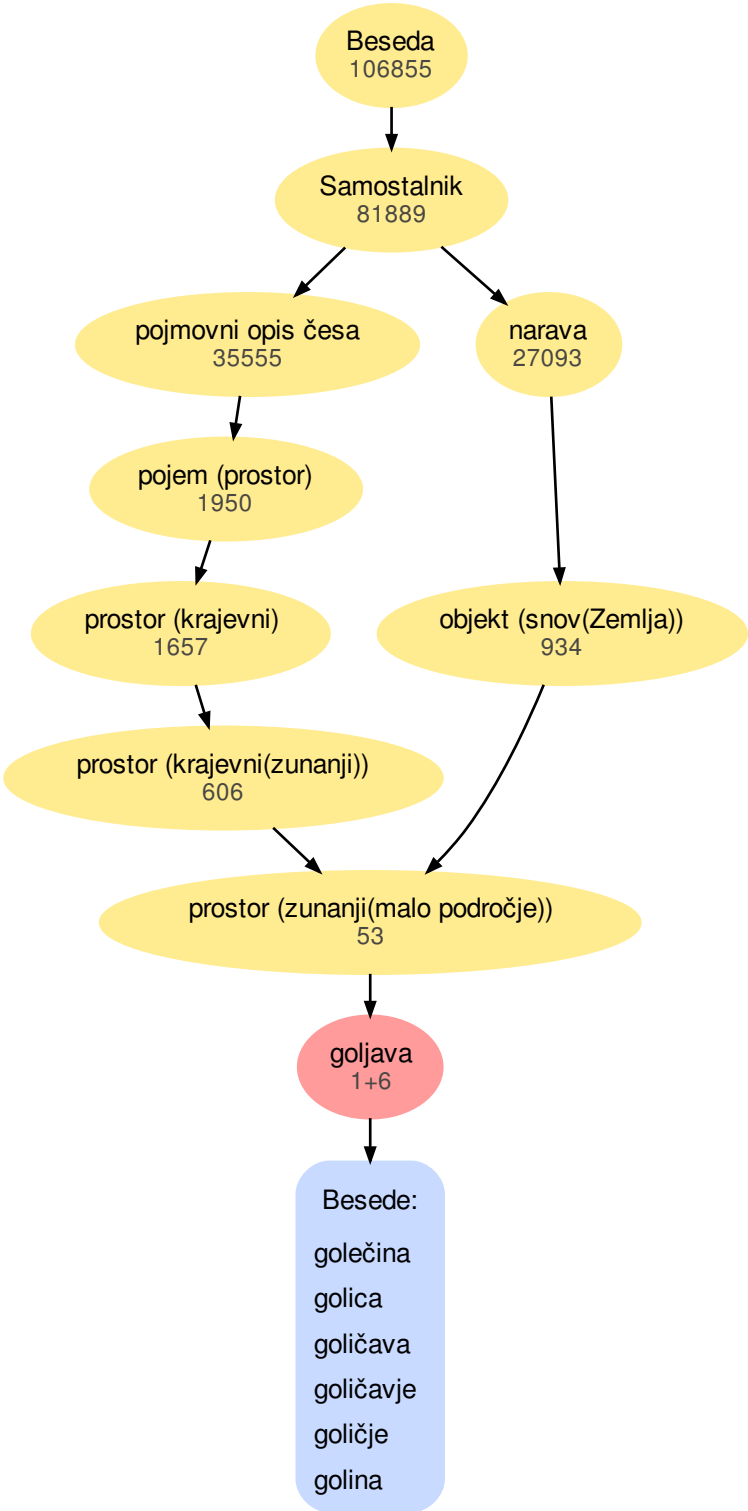 Beseda
106855
Samostalnik
81889
pojmovni opis česa
35555
narava
27093
pojem (prostor)
1950
prostor (krajevni)
1657
objekt (snov(Zemlja))
934
prostor (krajevni(zunanji))
606
prostor (zunanji(malo področje))
53
goljava
1+6
Besede:
golečina
golica
goličava
goličavje
goličje
golina